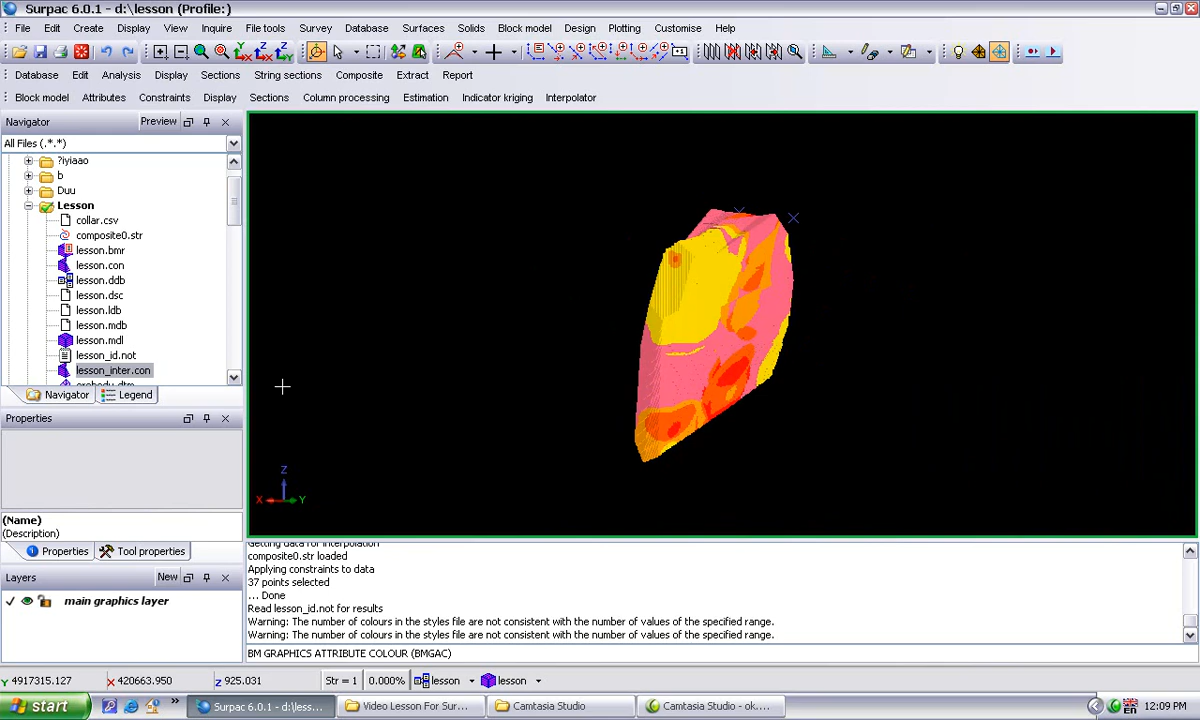 Surpac 6.0.1 - d:\lesson (Profile:)
File Edit Create Display View Inquire File tools Survey Database Surfaces Solids Block model Design Plotting Customise Help
Database Edit Analysis Display Sections String sections Composite Extract Report
Block model Attributes Constraints Display Sections Column processing Estimation Indicator kriging Interpolator
Navigator Preview
All Files (.*.*)
?iyiaao
b
Duu
Lesson
collar.csv
composite0.str
lesson.bmr
lesson.con
lesson.ddb
lesson.dsc
lesson.ldb
lesson.mdb
lesson.mdl
lesson_id.not
lesson_inter.con
orebody.dtm
Navigator Legend
Properties
(Name)
(Description)
Properties Tool properties
Layers New
main graphics layer
Z
X Y
Getting data for interpolation
composite0.str loaded
Applying constraints to data
37 points selected
... Done
Read lesson_id.not for results
Warning: The number of colours in the styles file are not consistent with the number of values of the specified range.
Warning: The number of colours in the styles file are not consistent with the number of values of the specified range.
BM GRAPHICS ATTRIBUTE COLOUR (BMGAC)
Y 4917315.127 X 420663.950 Z 925.031 Str = 1 0.000% lesson lesson
start Surpac 6.0.1 - d:\less... Video Lesson For Sur... Camtasia Studio Camtasia Studio - ok.... EN 12:09 PM